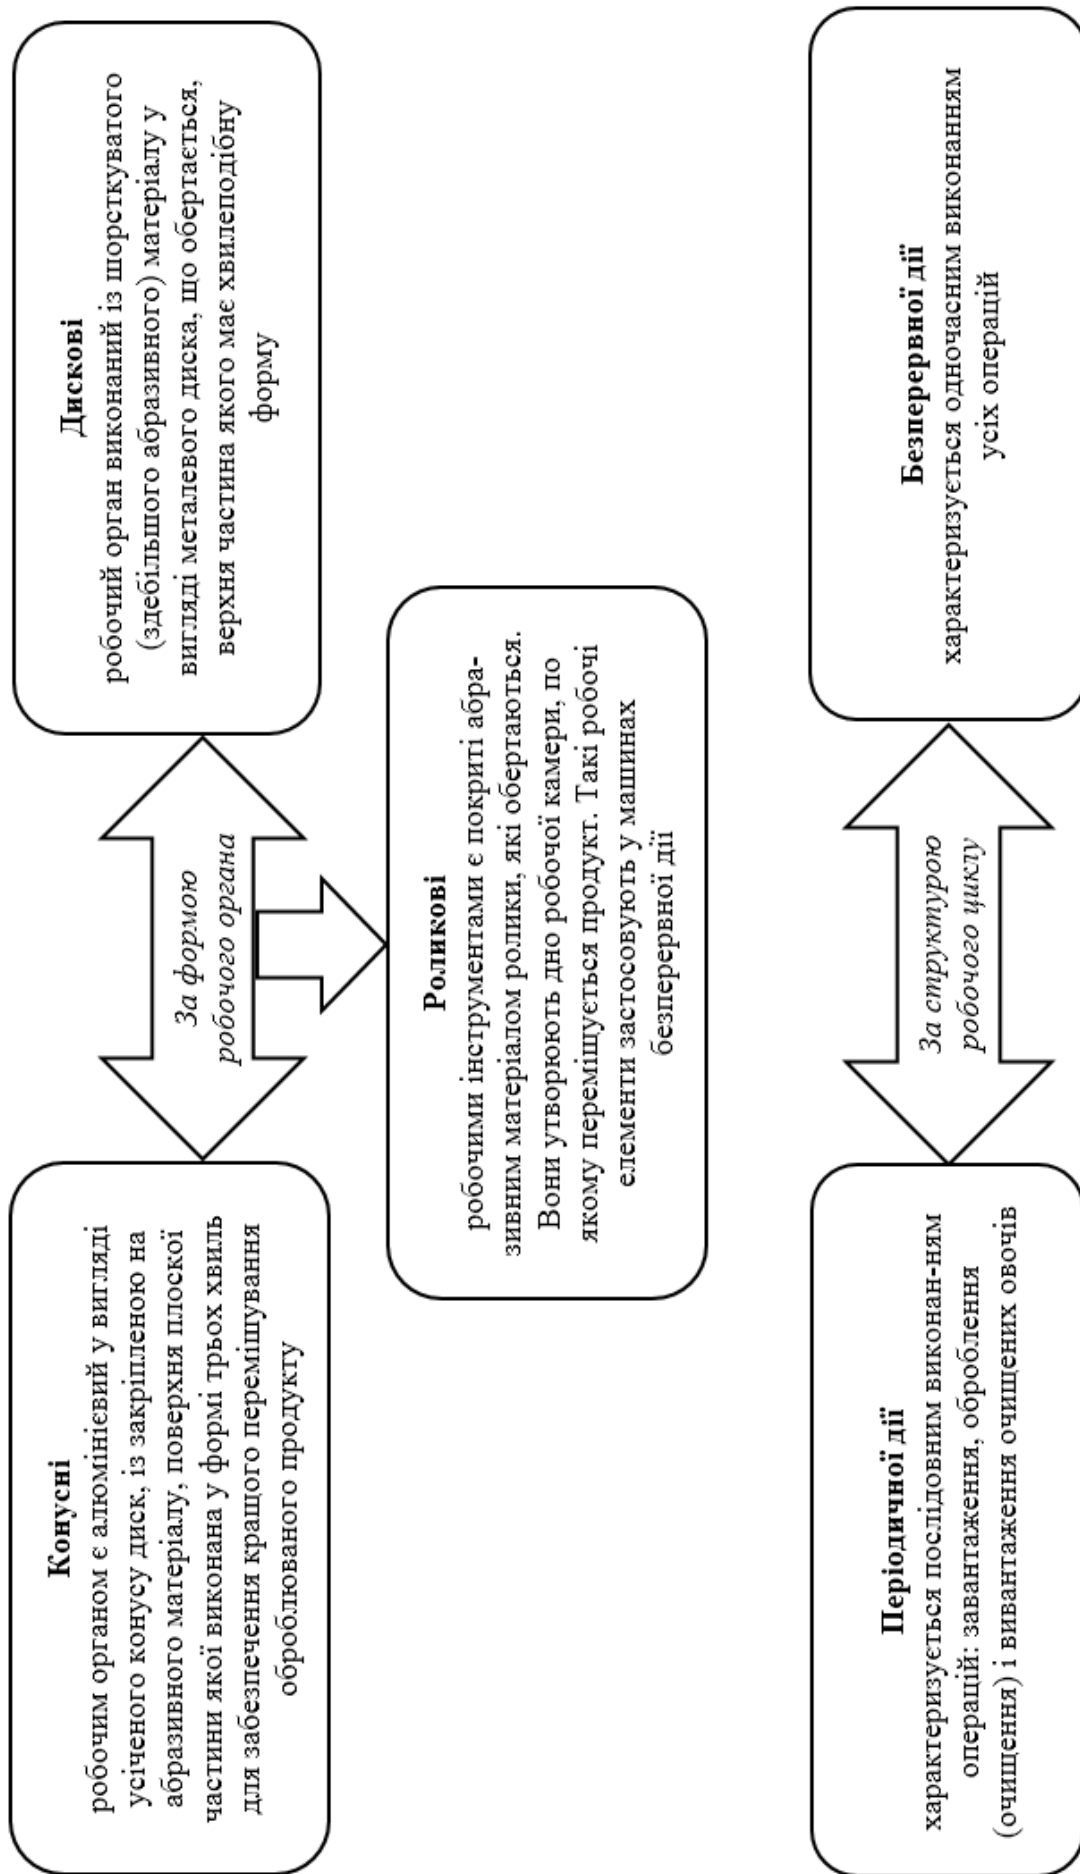 Конусні
робочим органом є алюмінієвий у вигляді
усіченого конусу диск, із закріпленою на
абразивного матеріалу, поверхня плоскої
частини якої виконана у формі трьох хвиль
для забезпечення кращого перемішування
оброблюваного продукту
За формою
робочого органа
Дискові
робочий орган виконаний із шорсткуватого
(здебільшого абразивного) матеріалу у
вигляді металевого диска, що обертається,
верхня частина якого має хвилеподібну
форму
Роликові
робочими інструментами є покриті абра-
зивним матеріалом ролики, які обертаються.
Вони утворюють дно робочої камери, по
якому переміщується продукт. Такі робочі
елементи застосовують у машинах
безперервної дії
Періодичної дії
характеризується послідовним виконан-ням
операцій: завантаження, оброблення
(очищення) і вивантаження очищених овочів
За структурою
робочого циклу
Безперервної дії
характеризується одночасним виконанням
усіх операцій